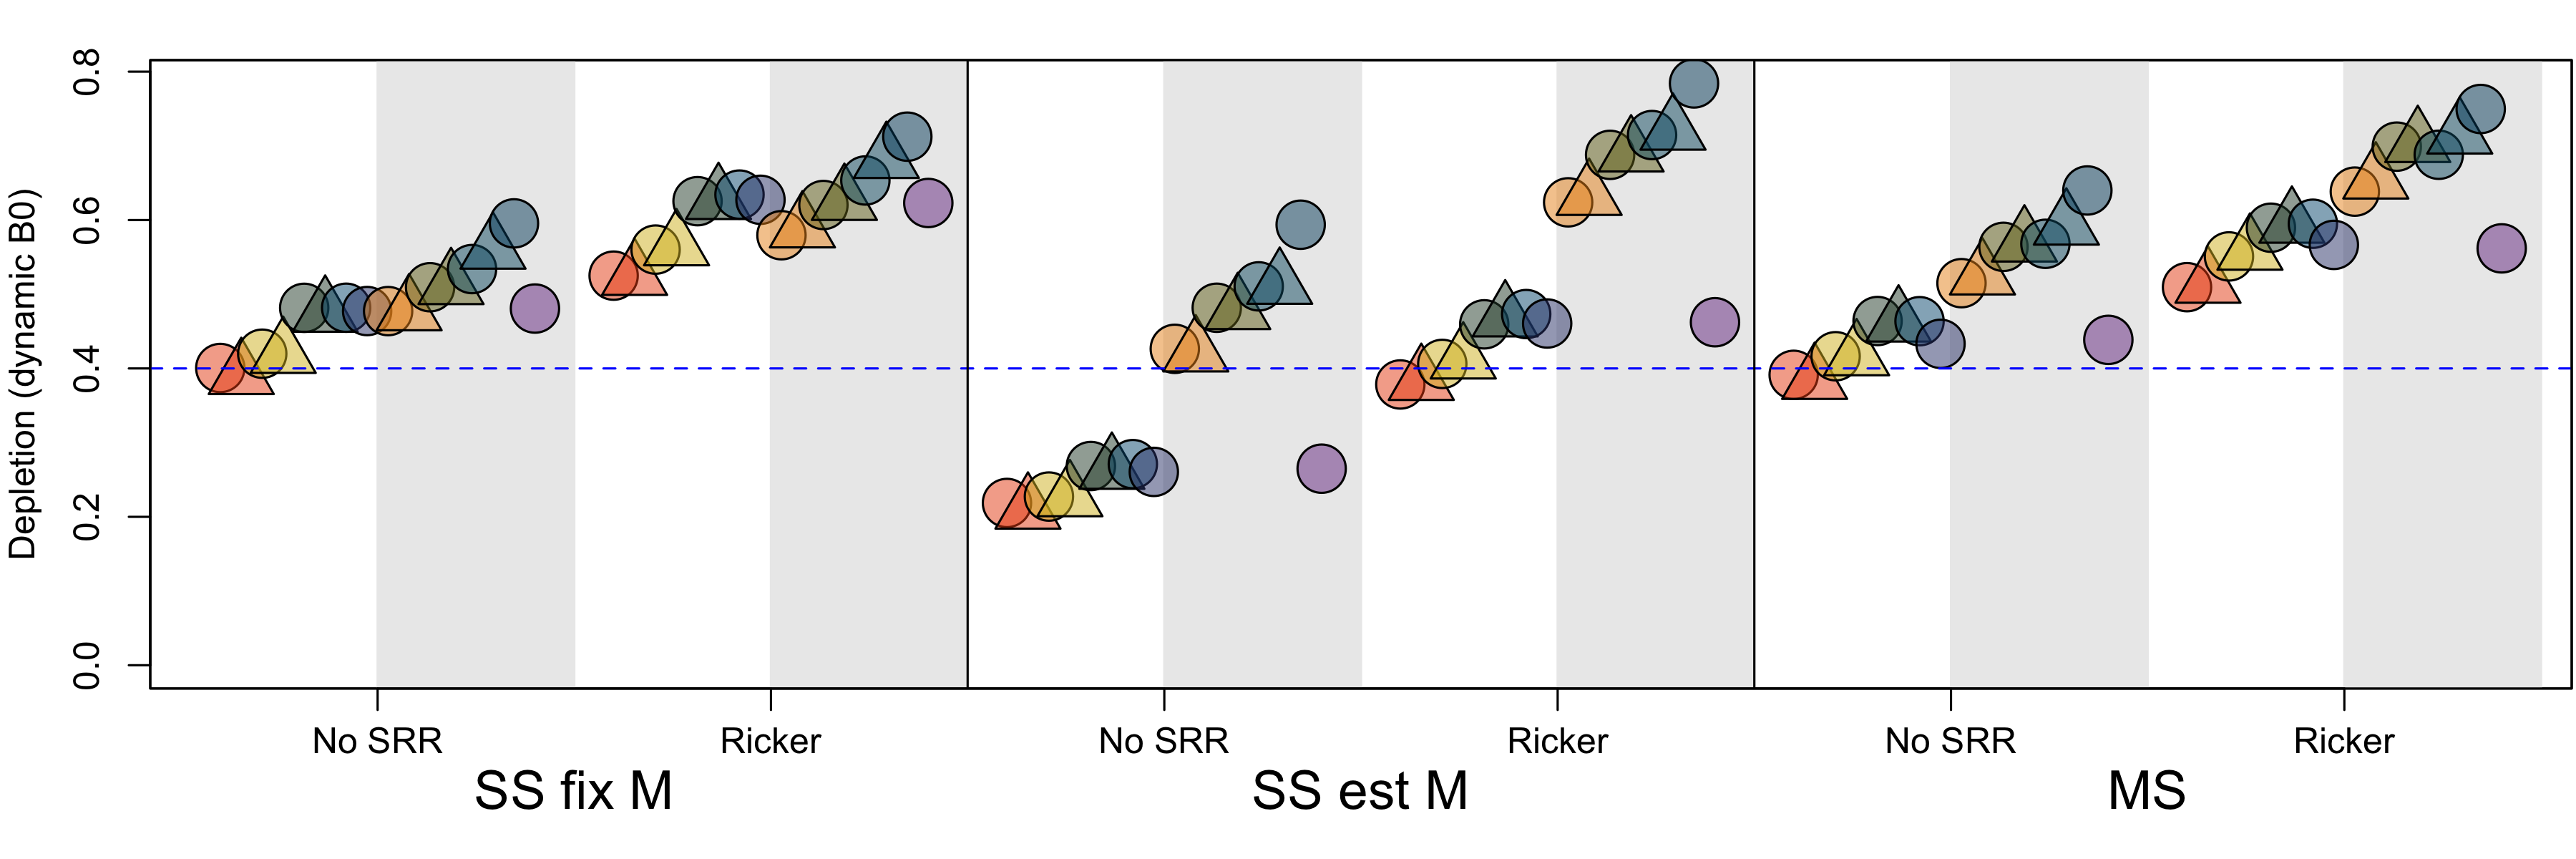 Depletion (dynamic B0)
0.8
0.6
0.4
0.2
0.0
No SRR Ricker No SRR Ricker No SRR Ricker
SS fix M SS est M MS